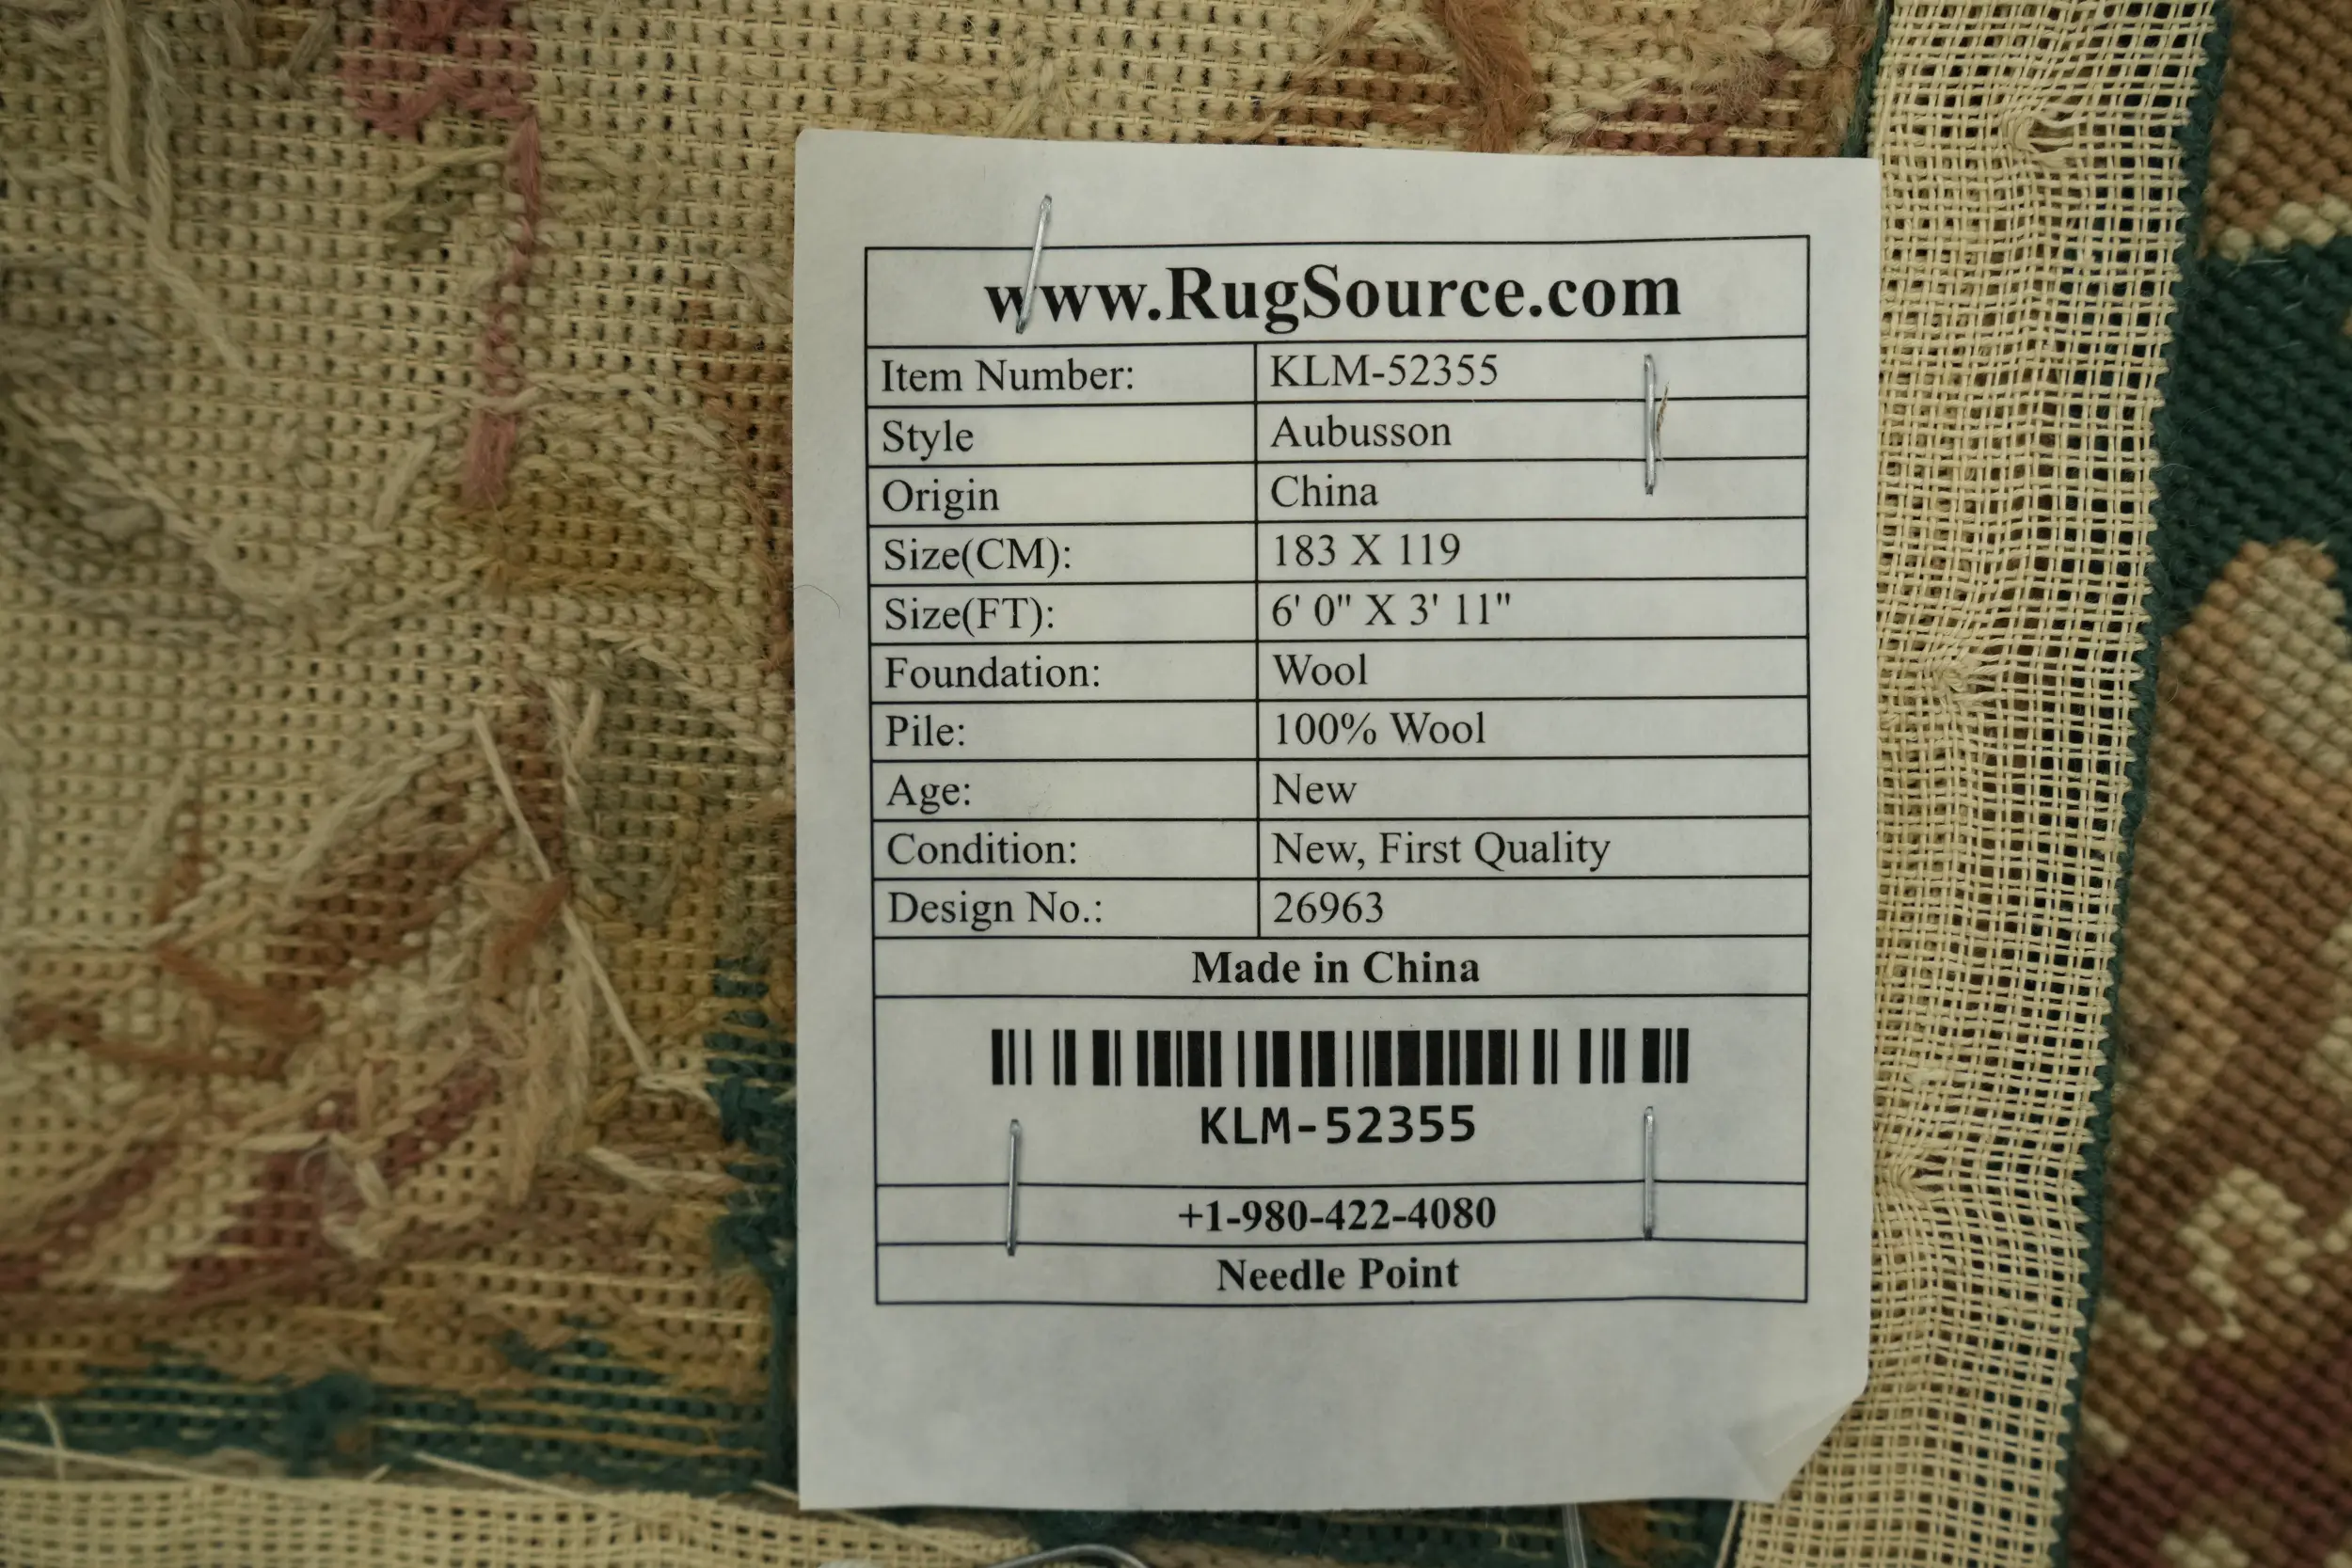 www.RugSource.com
Item Number: KLM-52355
Style Aubusson
Origin China
Size(CM): 183 X 119
Size(FT): 6' 0" X 3' 11"
Foundation: Wool
Pile: 100% Wool
Age: New
Condition: New, First Quality
Design No.: 26963
Made in China
KLM-52355
+1-980-422-4080
Needle Point